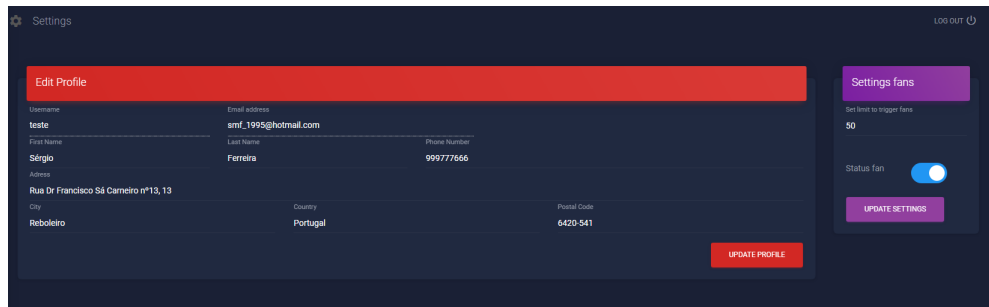 Settings
LOG OUT
Edit Profile
Username
Email address
teste
smf_1995@hotmail.com
First Name
Last Name
Phone Number
Sérgio
Ferreira
999777666
Adress
Rua Dr Francisco Sá Carneiro nº13, 13
City
Country
Postal Code
Reboleiro
Portugal
6420-541
UPDATE PROFILE
Settings fans
Set limit to trigger fans
50
Status fan
UPDATE SETTINGS